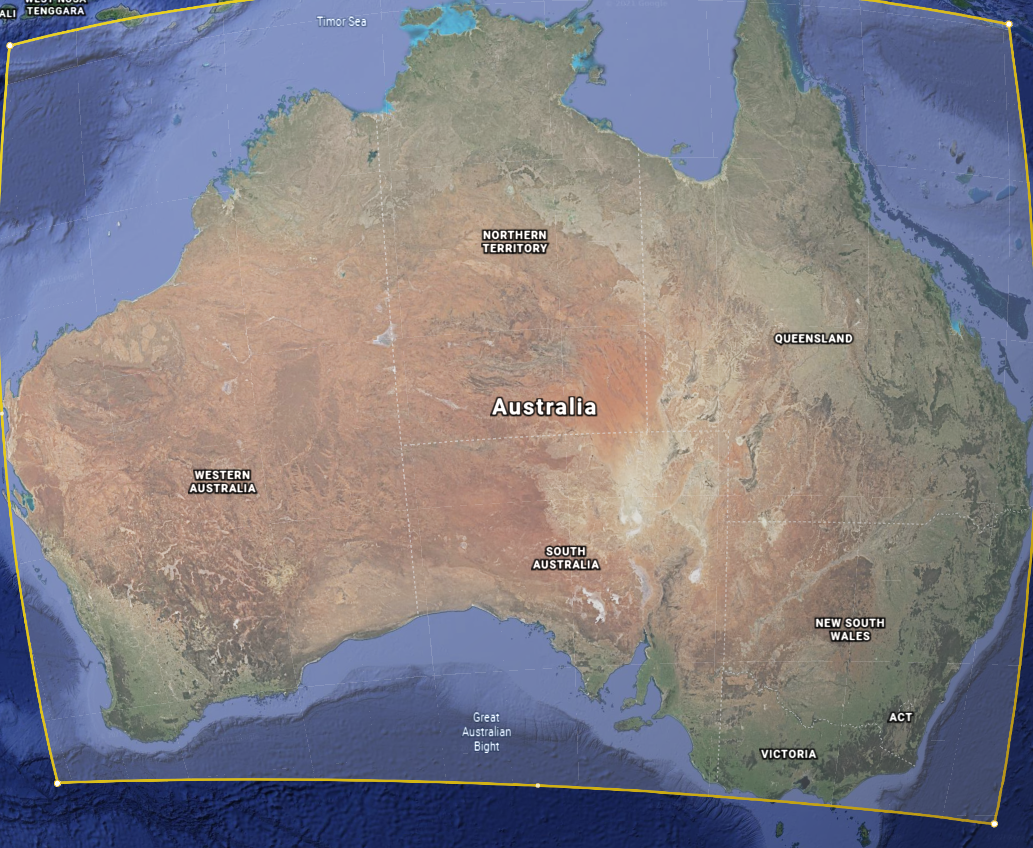 WEST NUSA
TENGGARA
ALI
Timor Sea
NORTHERN
TERRITORY
QUEENSLAND
Australia
WESTERN
AUSTRALIA
SOUTH
AUSTRALIA
NEW SOUTH
WALES
Great
Australian
Bight
ACT
VICTORIA